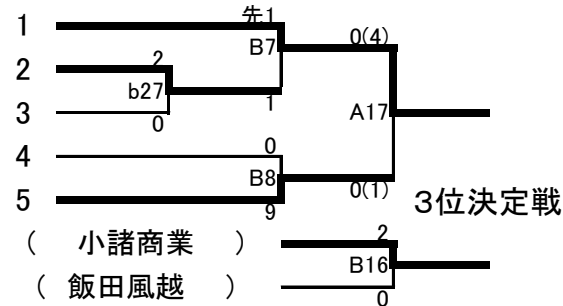 1 先1
B7 0(4)
2 2
b27
3 0 1 A17
4 0
B8 0(1)
5 9 3位決定戦
( 小諸商業 ) 2
B16
( 飯田風越 ) 0